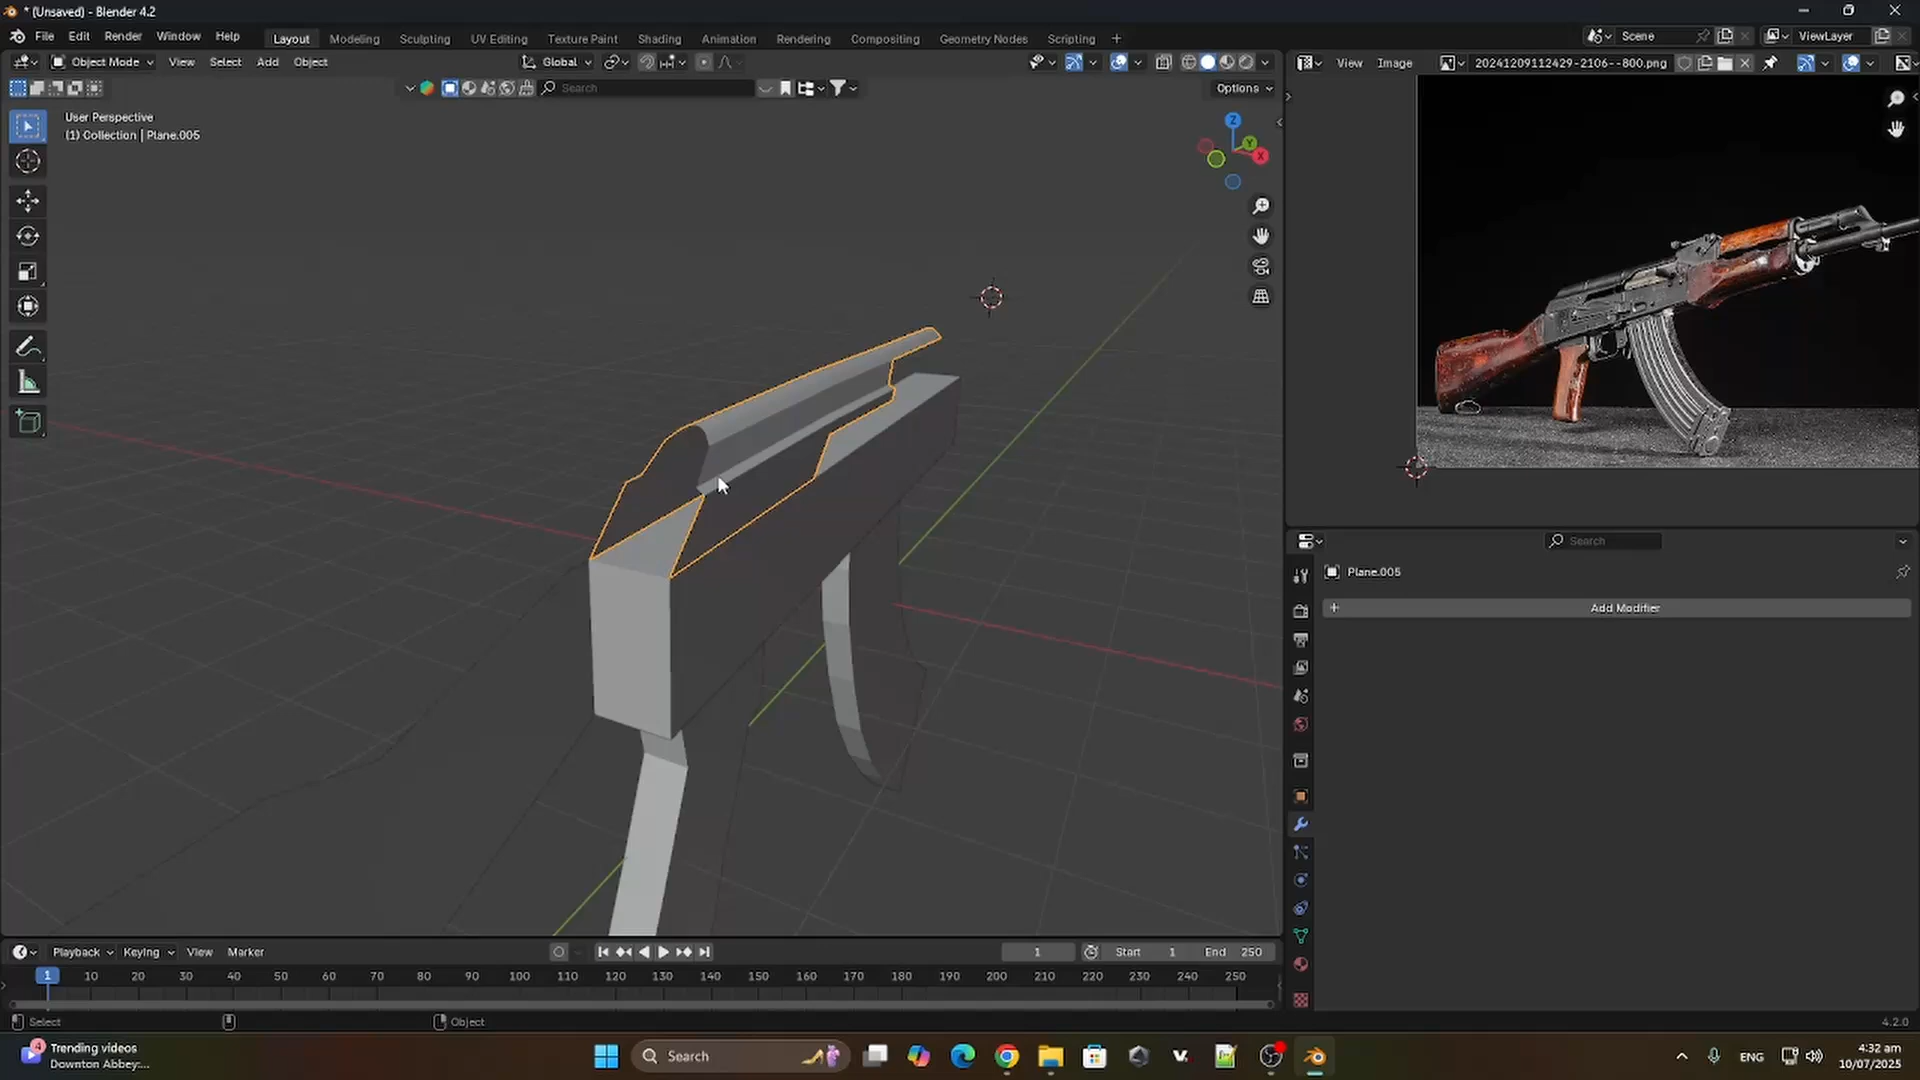 * (Unsaved) - Blender 4.2
File Edit Render Window Help
Layout Modeling Sculpting UV Editing Texture Paint Shading Animation Rendering Compositing Geometry Nodes Scripting +
Scene
ViewLayer
Object Mode View Select Add Object
Global
View Image
20241209112429-2106--800.png
Search
Options
User Perspective
(1) Collection | Plane.005
Z
Y
X
Search
Plane.005
+ Add Modifier
Playback Keying View Marker
1
Start 1
End 250
1 10 20 30 40 50 60 70 80 90 100 110 120 130 140 150 160 170 180 190 200 210 220 230 240 250
Select
Object
4.2.0
4
Trending videos
Downton Abbey:...
Search
ENG
4:32 am
10/07/2025